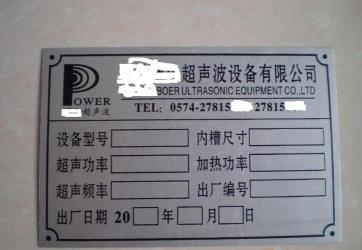 超声波设备有限公司
BOER ULTRASONIC EQUIPMENT CO.,LTD
POWER
超声波
TEL: 0574-27815 27815
设备型号 内槽尺寸
超声功率 加热功率
超声频率 出厂编号
出厂日期 20 年 月 日